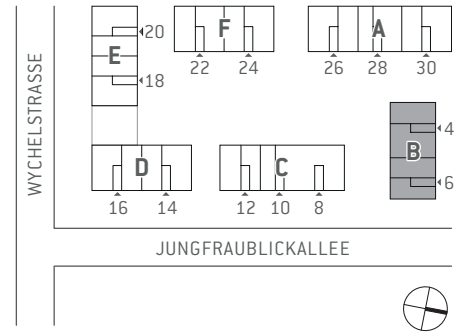 WYCHELSTRASSE
E
20
18
F
22 24
A
26 28 30
B
4
6
D
16 14
C
12 10 8
JUNGFRAUBLICKALLEE